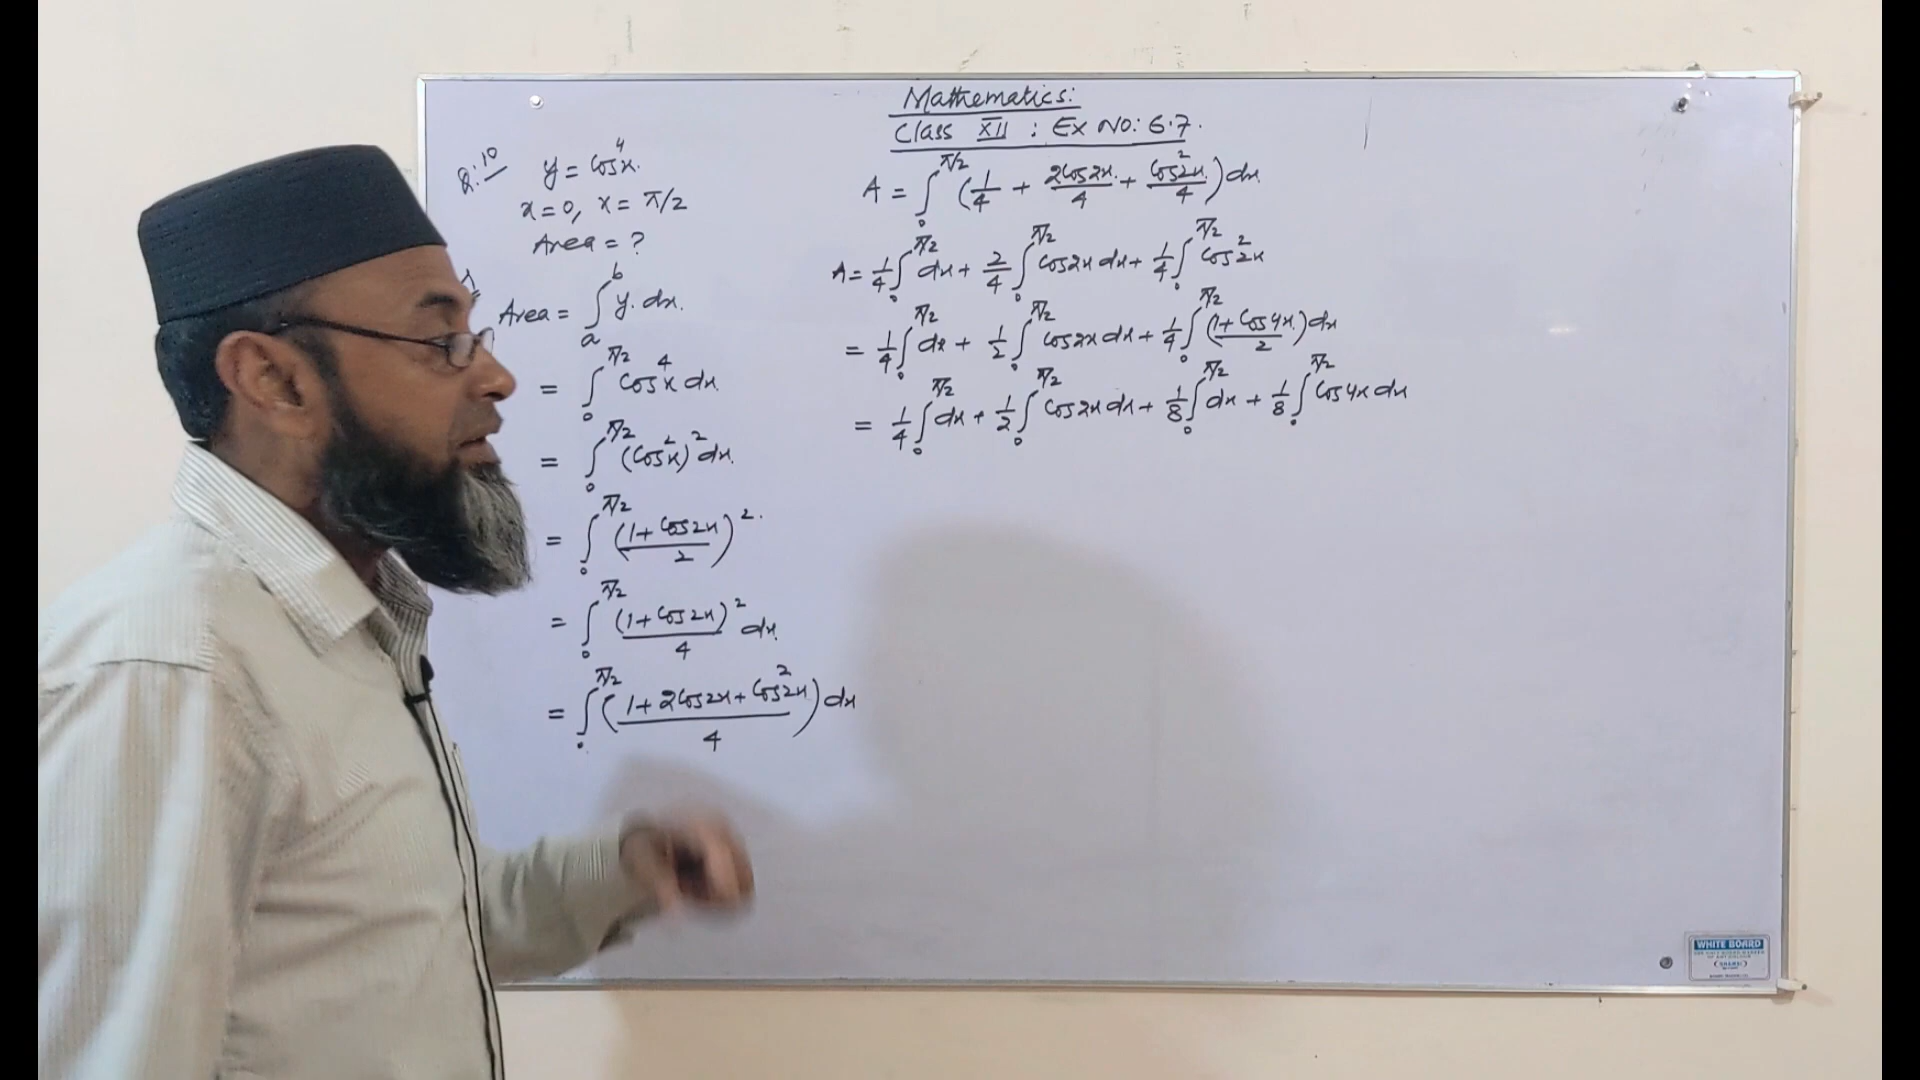 Mathematics:
Class XII : Ex No: 6.7.
Q:10
y = Cos⁴x.
x=0, x= π/2
Area = ?
Area = ∫ₐᵇ y. dx.
= ∫₀^π/2 Cos⁴x dx.
= ∫₀^π/2 (Cos²x)² dx.
= ∫₀^π/2 ((1+Cos2x)/2)².
= ∫₀^π/2 (1+Cos2x)²/4 dx.
= ∫₀^π/2 ((1+2Cos2x+Cos²2x)/4) dx
A = ∫₀^π/2 (1/4 + 2Cos2x/4 + Cos²2x/4) dx.
A= 1/4 ∫₀^π/2 dx + 2/4 ∫₀^π/2 Cos2x dx + 1/4 ∫₀^π/2 Cos²2x
= 1/4 ∫₀^π/2 dx + 1/2 ∫₀^π/2 Cos2x dx + 1/4 ∫₀^π/2 ((1+Cos4x)/2) dx
= 1/4 ∫₀^π/2 dx + 1/2 ∫₀^π/2 Cos2x dx + 1/8 ∫₀^π/2 dx + 1/8 ∫₀^π/2 Cos4x dx
WHITE BOARD